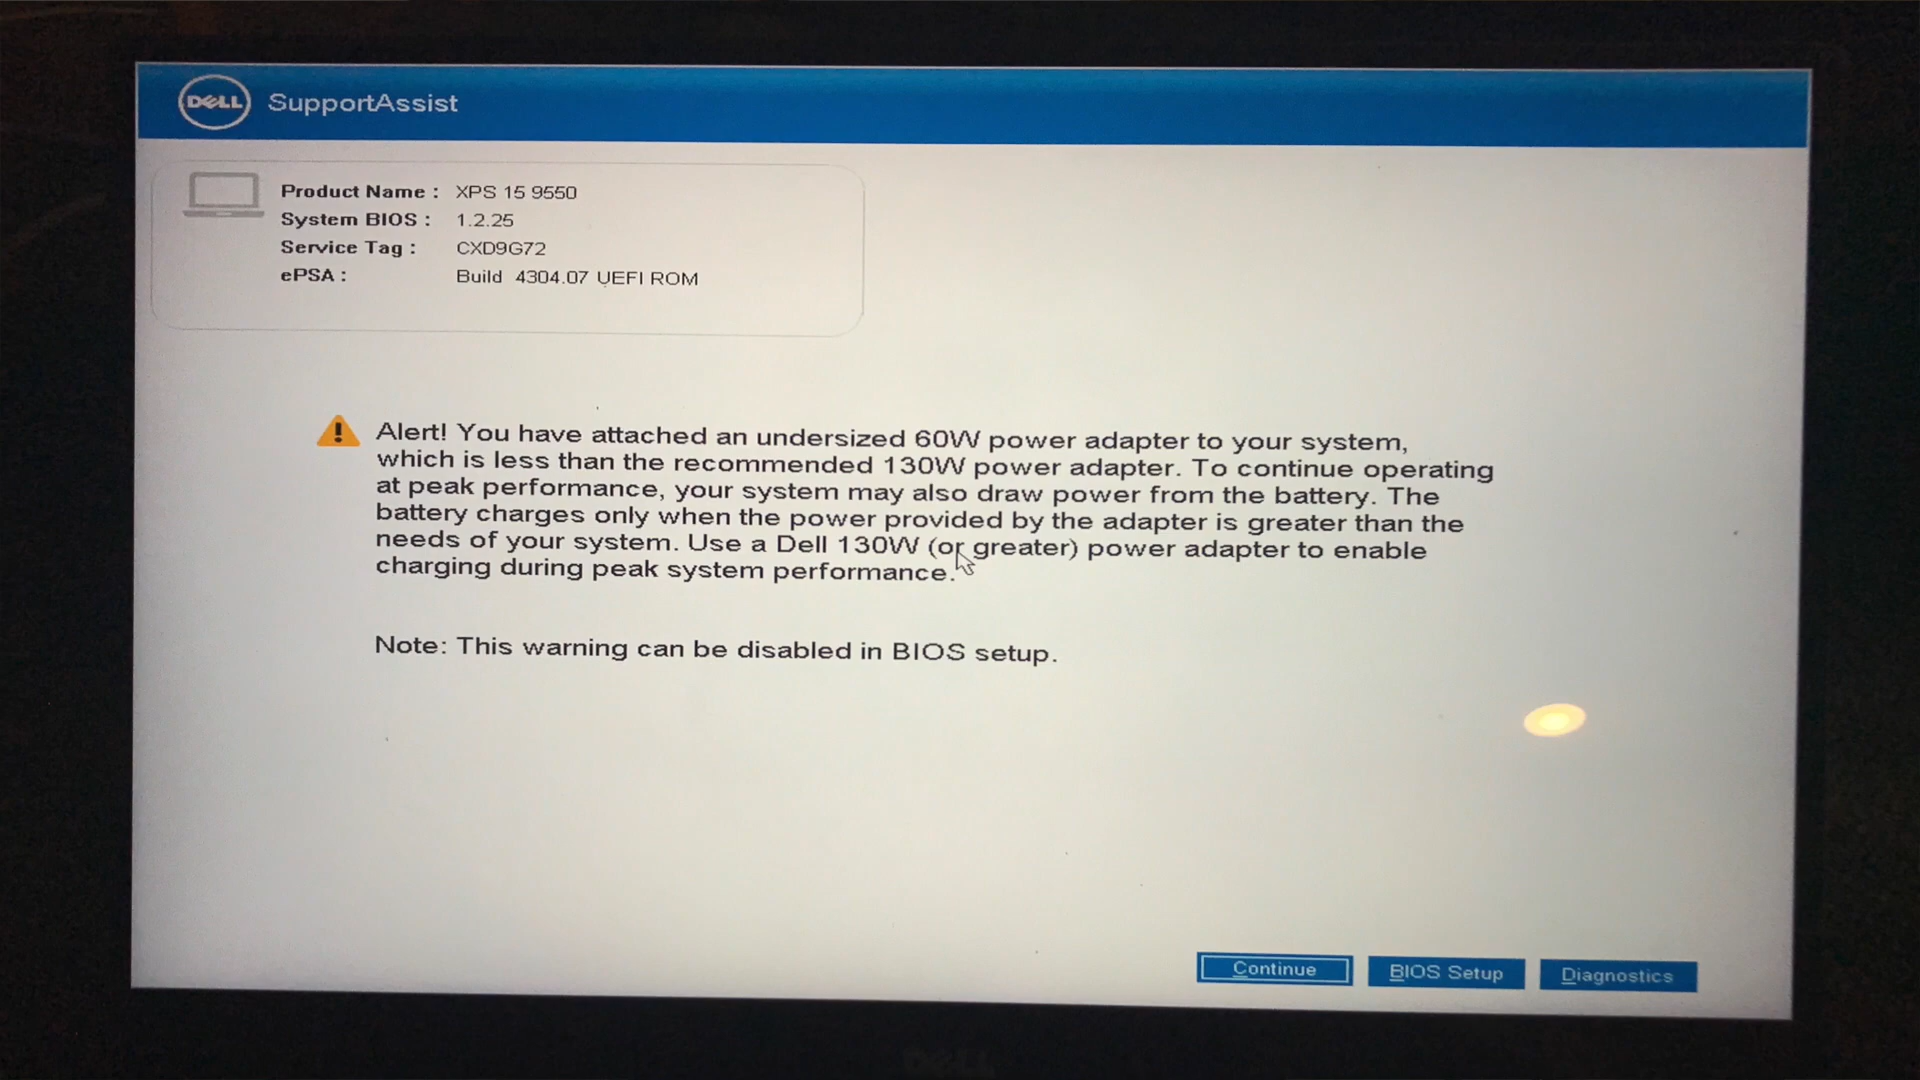 DELL SupportAssist
Product Name : XPS 15 9550
System BIOS : 1.2.25
Service Tag : CXD9G72
ePSA : Build 4304.07 UEFI ROM
Alert! You have attached an undersized 60W power adapter to your system,
which is less than the recommended 130W power adapter. To continue operating
at peak performance, your system may also draw power from the battery. The
battery charges only when the power provided by the adapter is greater than the
needs of your system. Use a Dell 130W (or greater) power adapter to enable
charging during peak system performance.
Note: This warning can be disabled in BIOS setup.
Continue BIOS Setup Diagnostics